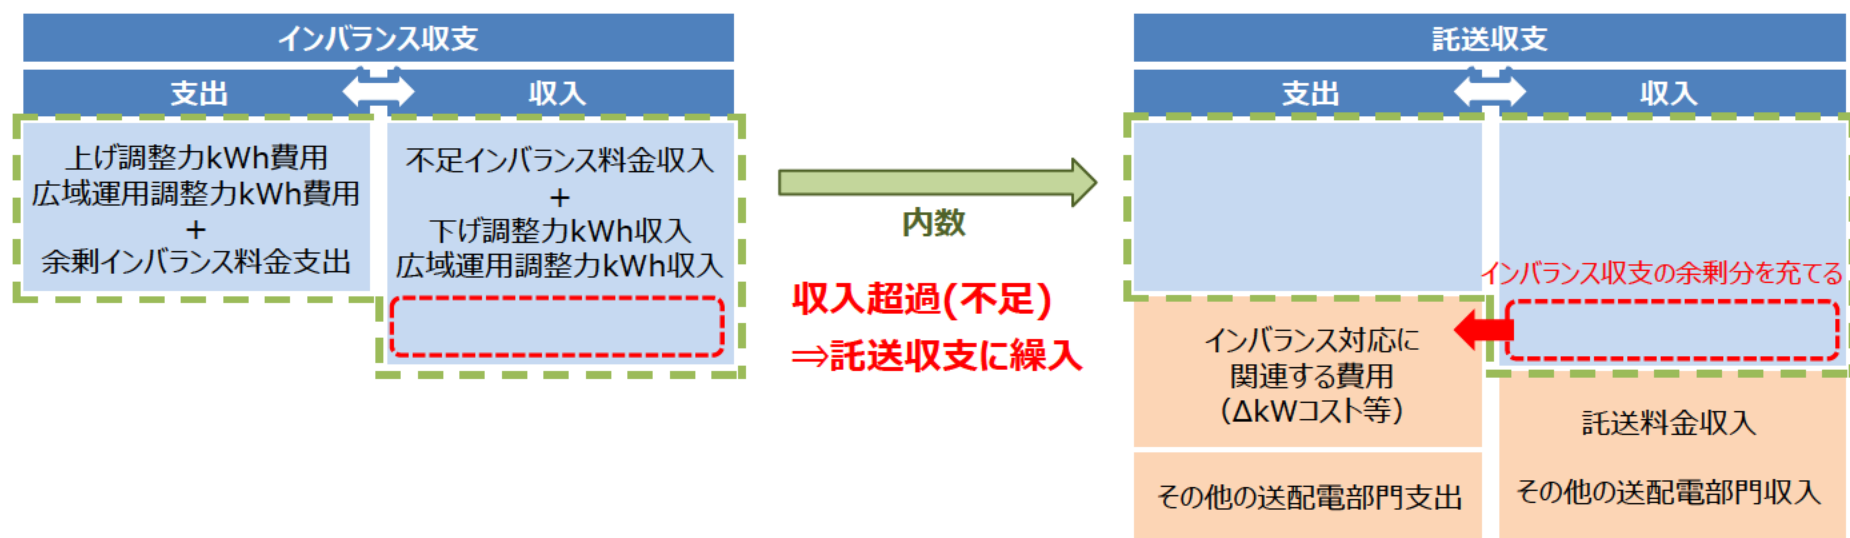 インバランス収支
支出
収入
上げ調整力kWh費用
広域運用調整力kWh費用
+
余剰インバランス料金支出
不足インバランス料金収入
+
下げ調整力kWh収入
広域運用調整力kWh収入
内数
収入超過(不足)
⇒託送収支に繰入
託送収支
支出
収入
インバランス収支の余剰分を充てる
インバランス対応に
関連する費用
（ΔkWコスト等）
その他の送配電部門支出
託送料金収入
その他の送配電部門収入